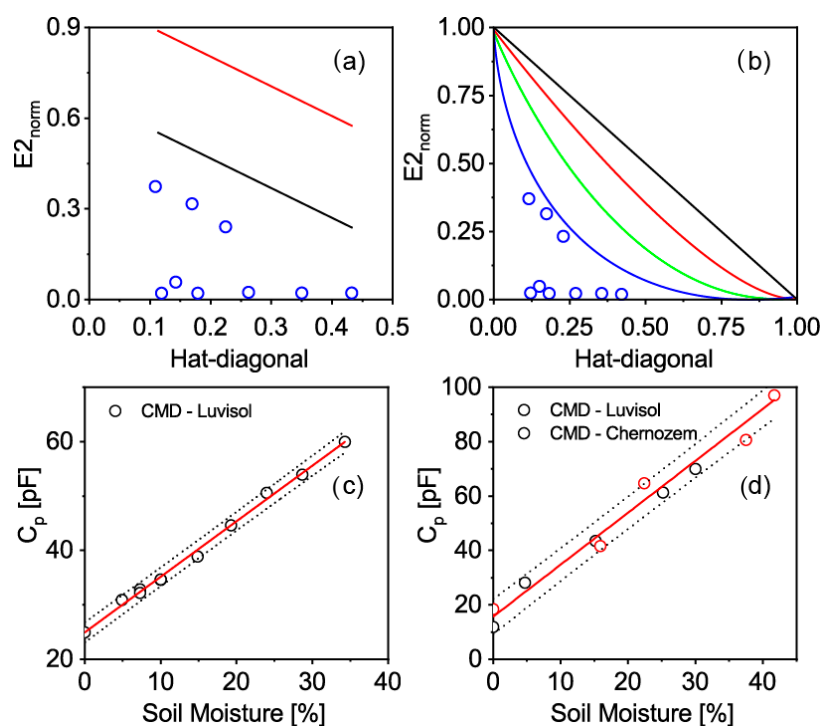 0.9
0.6
0.3
0.0
E2norm
(a)
0.0 0.1 0.2 0.3 0.4 0.5
Hat-diagonal
1.00
0.75
0.50
0.25
0.00
E2norm
(b)
0.00 0.25 0.50 0.75 1.00
Hat-diagonal
80
60
40
20
Cp [pF]
CMD - Luvisol
(c)
0 10 20 30 40
Soil Moisture [%]
100
80
60
40
20
0
Cp [pF]
CMD - Luvisol
CMD - Chernozem
(d)
0 10 20 30 40
Soil Moisture [%]